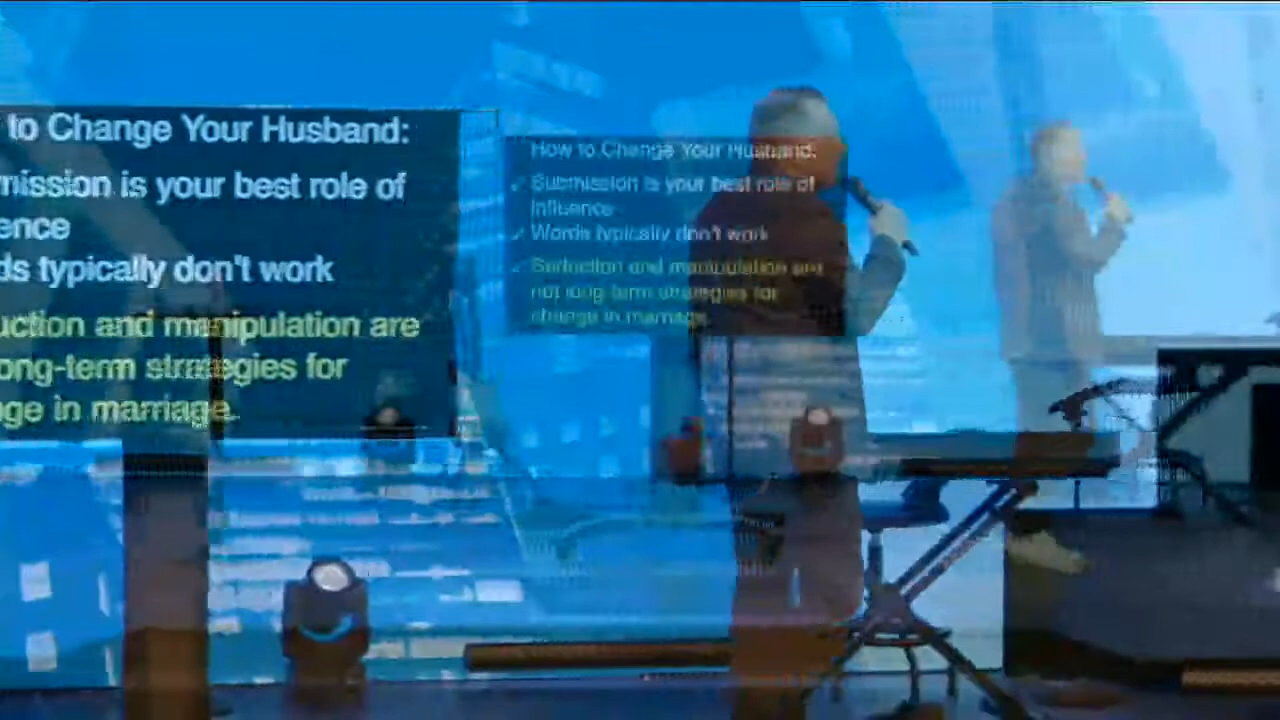 to Change Your Husband:
mission is your best role of
ence
ds typically don't work
uction and manipulation are
ong-term strategies for
ge in marriage.
How to Change Your Husband:
✓ Submission is your best role of
influence
✓ Words typically don't work
✓ Seduction and manipulation are
not long-term strategies for
change in marriage.